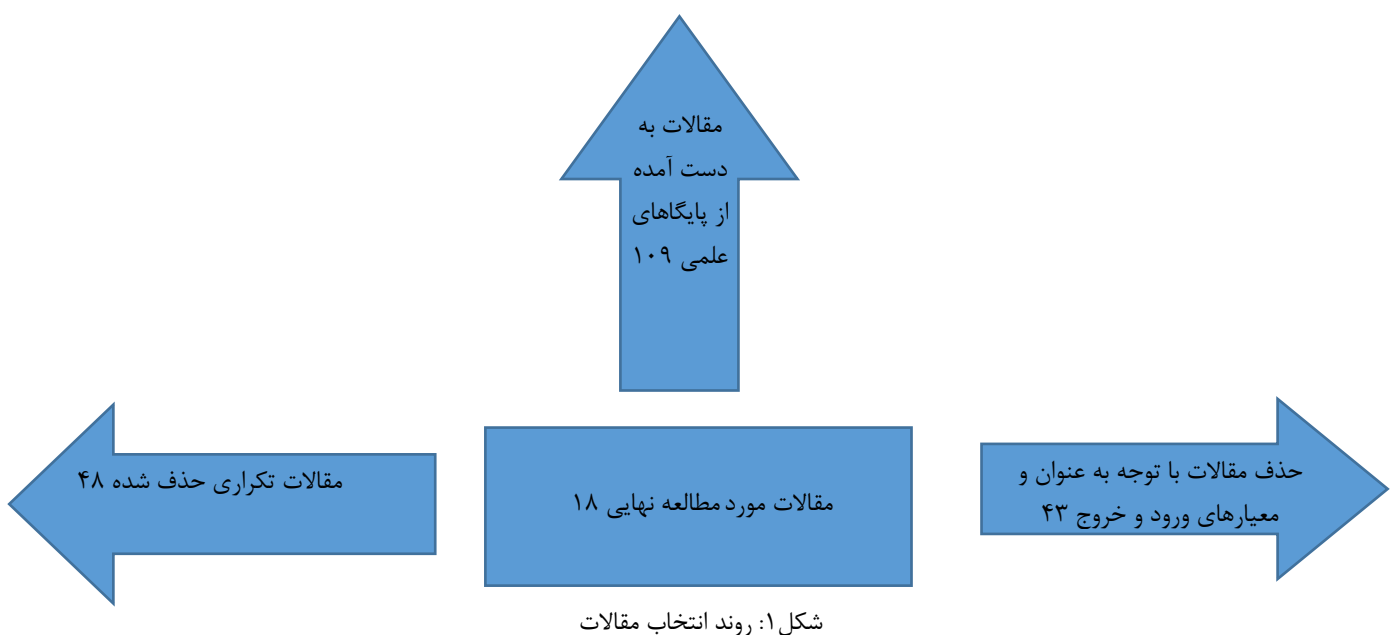 مقالات به
دست آمده
از پایگاهای
علمی ۱۰۹
حذف مقالات با توجه به عنوان و
معیارهای ورود و خروج ۴۳
مقالات مورد مطالعه نهایی ۱۸
مقالات تکراری حذف شده ۴۸
شکل۱: روند انتخاب مقالات